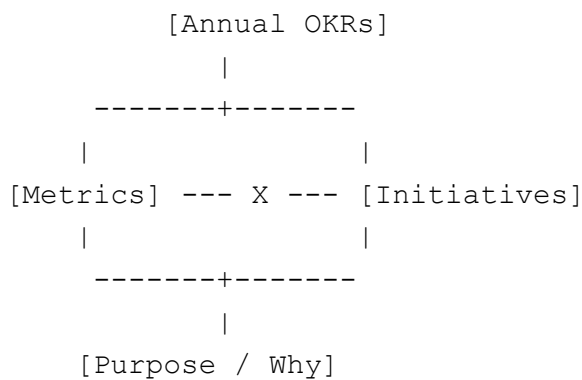 [Annual OKRs]
|
-------+-------
| |
[Metrics] --- X --- [Initiatives]
| |
-------+-------
|
[Purpose / Why]